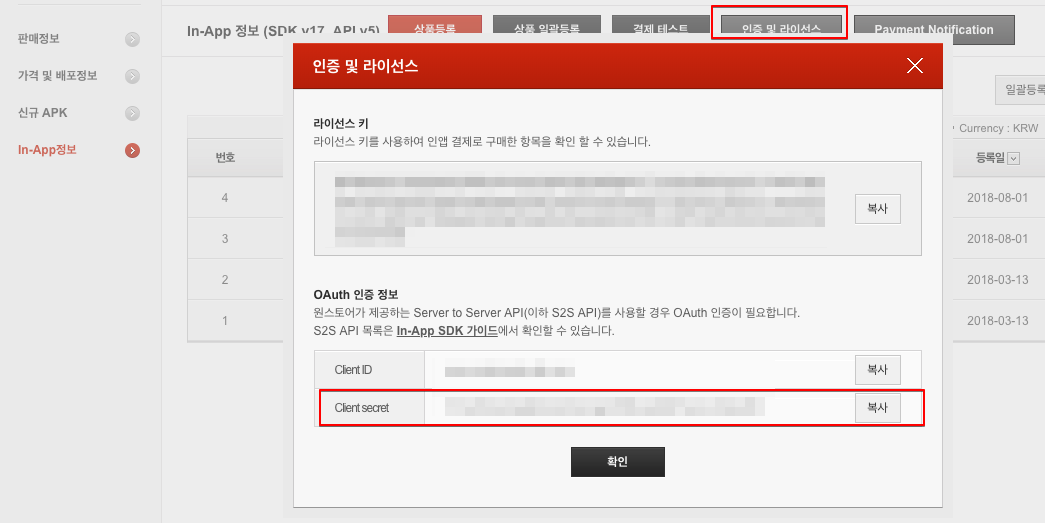 판매정보
가격 및 배포정보
신규 APK
In-App정보
In-App 정보 (SDK v17, API v5)
상품등록
상품 일괄등록
결제 테스트
인증 및 라이선스
Payment Notification
일괄등록
Currency : KRW
번호
등록일
4
2018-08-01
3
2018-08-01
2
2018-03-13
1
2018-03-13
인증 및 라이선스
라이선스 키
라이선스 키를 사용하여 인앱 결제로 구매한 항목을 확인 할 수 있습니다.
복사
OAuth 인증 정보
원스토어가 제공하는 Server to Server API(이하 S2S API)를 사용할 경우 OAuth 인증이 필요합니다.
S2S API 목록은 In-App SDK 가이드에서 확인할 수 있습니다.
Client ID
복사
Client secret
복사
확인